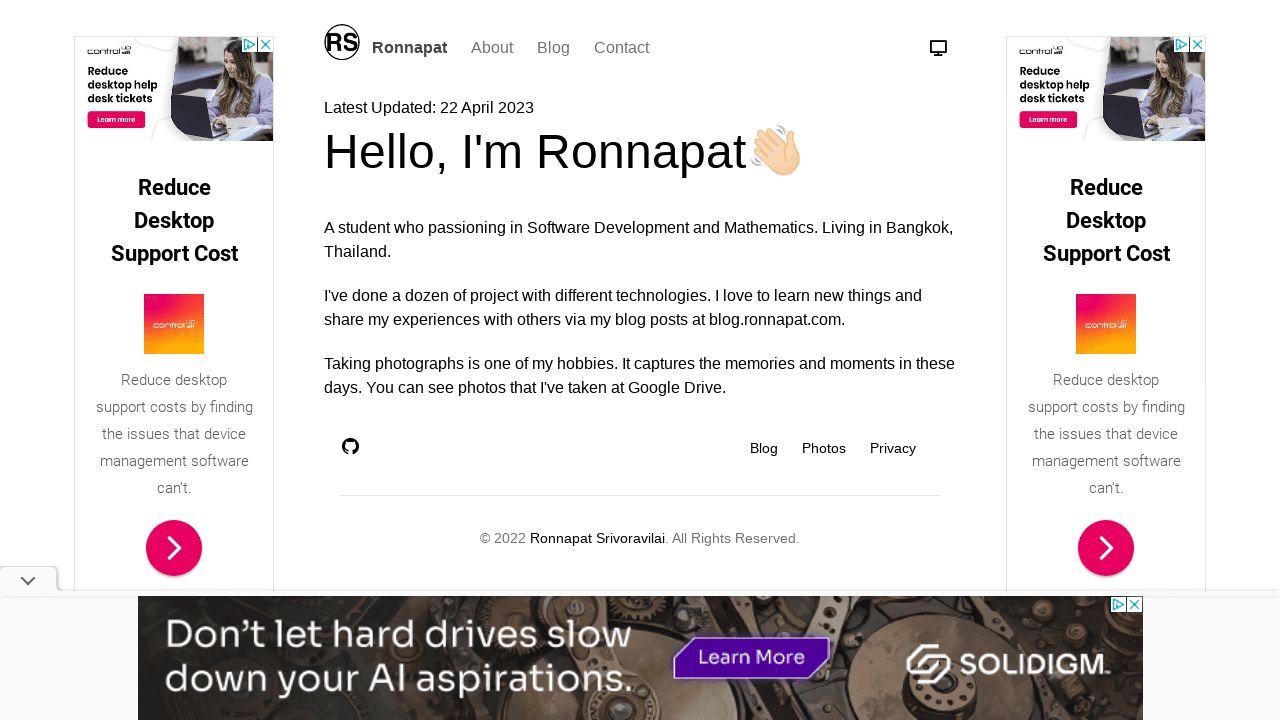 RS
Ronnapat About Blog Contact
Latest Updated: 22 April 2023
Hello, I'm Ronnapat👋🏻
A student who passioning in Software Development and Mathematics. Living in Bangkok,
Thailand.
I've done a dozen of project with different technologies. I love to learn new things and
share my experiences with others via my blog posts at blog.ronnapat.com.
Taking photographs is one of my hobbies. It captures the memories and moments in these
days. You can see photos that I've taken at Google Drive.
Blog Photos Privacy
© 2022 Ronnapat Srivoravilai. All Rights Reserved.
control up
Reduce
desktop help
desk tickets
Learn more
Reduce
Desktop
Support Cost
control up
Reduce desktop
support costs by finding
the issues that device
management software
can't.
control up
Reduce
desktop help
desk tickets
Learn more
Reduce
Desktop
Support Cost
control up
Reduce desktop
support costs by finding
the issues that device
management software
can't.
Don't let hard drives slow
down your AI aspirations.
Learn More
SOLIDIGM